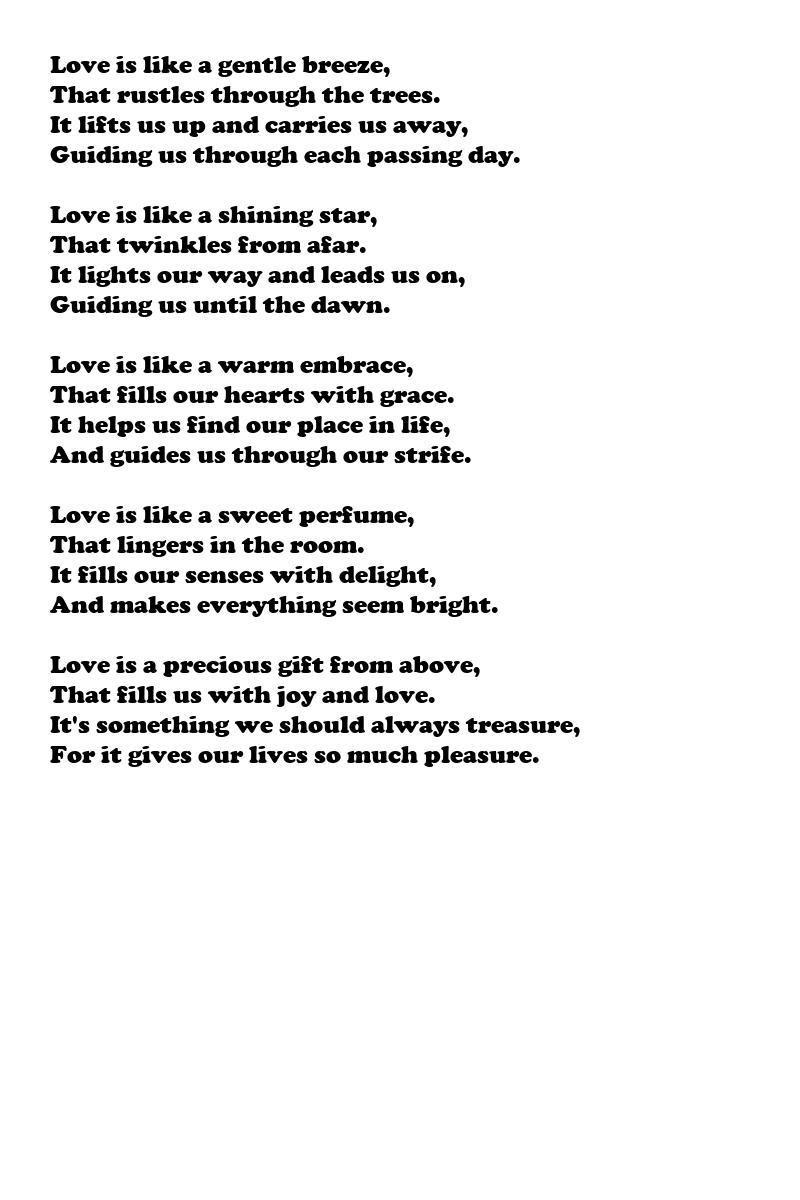 Love is like a gentle breeze,
That rustles through the trees.
It lifts us up and carries us away,
Guiding us through each passing day.

Love is like a shining star,
That twinkles from afar.
It lights our way and leads us on,
Guiding us until the dawn.

Love is like a warm embrace,
That fills our hearts with grace.
It helps us find our place in life,
And guides us through our strife.

Love is like a sweet perfume,
That lingers in the room.
It fills our senses with delight,
And makes everything seem bright.

Love is a precious gift from above,
That fills us with joy and love.
It's something we should always treasure,
For it gives our lives so much pleasure.